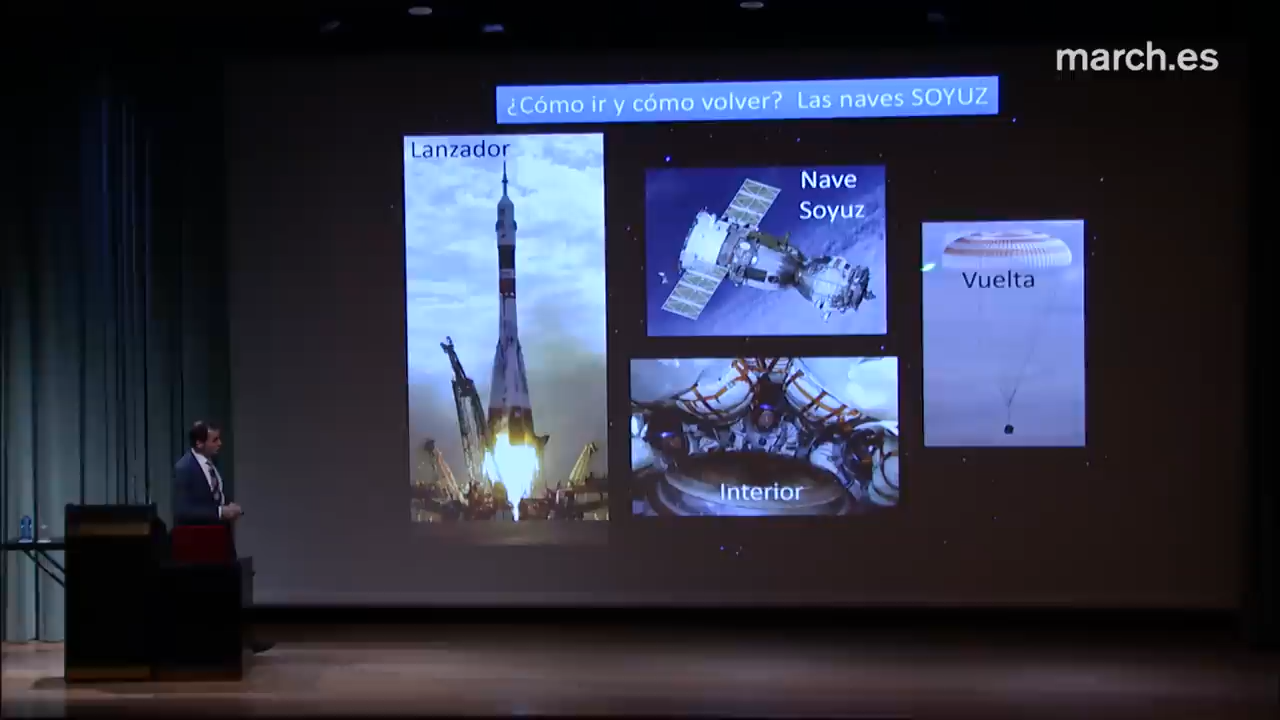 march.es
¿Cómo ir y cómo volver? Las naves SOYUZ
Lanzador
Nave
Soyuz
Vuelta
Interior